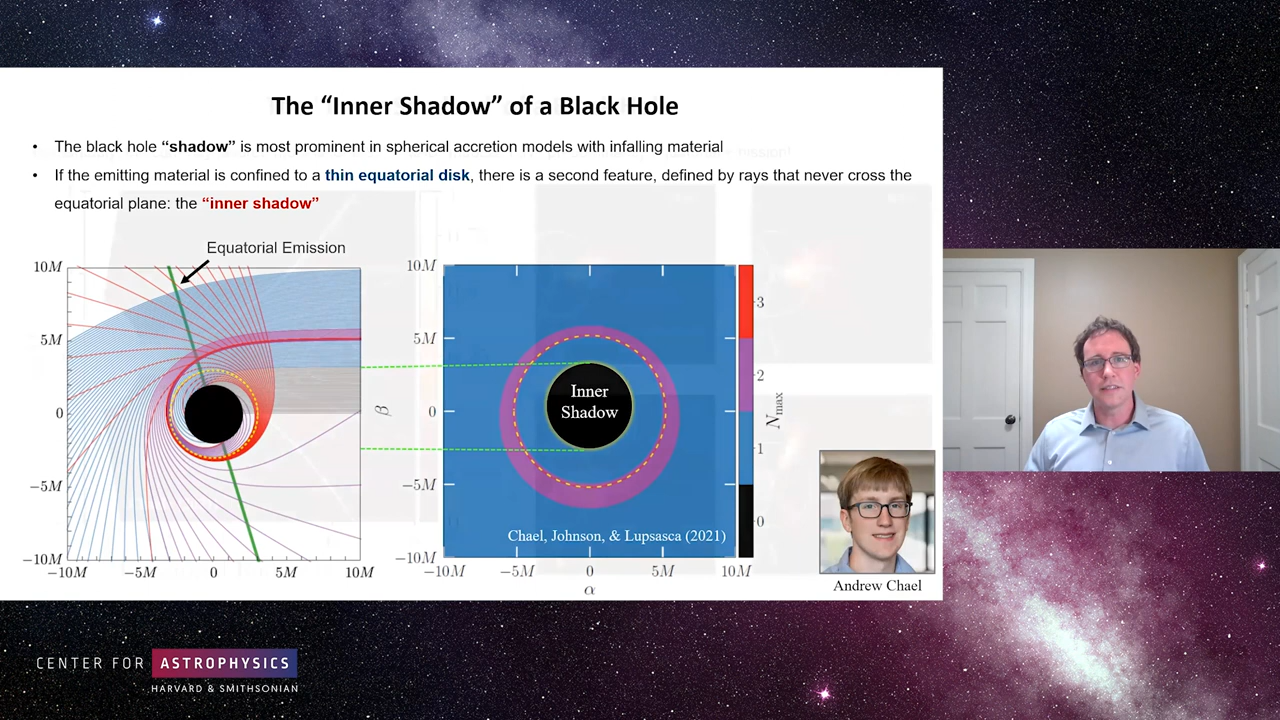 The “Inner Shadow” of a Black Hole
• The black hole “shadow” is most prominent in spherical accretion models with infalling material
• If the emitting material is confined to a thin equatorial disk, there is a second feature, defined by rays that never cross the
equatorial plane: the “inner shadow”
Equatorial Emission
10M
5M
0
−5M
−10M
−10M
−5M
0
5M
10M
β
10M
5M
0
−5M
−10M
Inner
Shadow
Chael, Johnson, & Lupsasca (2021)
−10M
−5M
0
5M
10M
α
3
2
1
0
Nmax
Andrew Chael
CENTER FOR ASTROPHYSICS
HARVARD & SMITHSONIAN